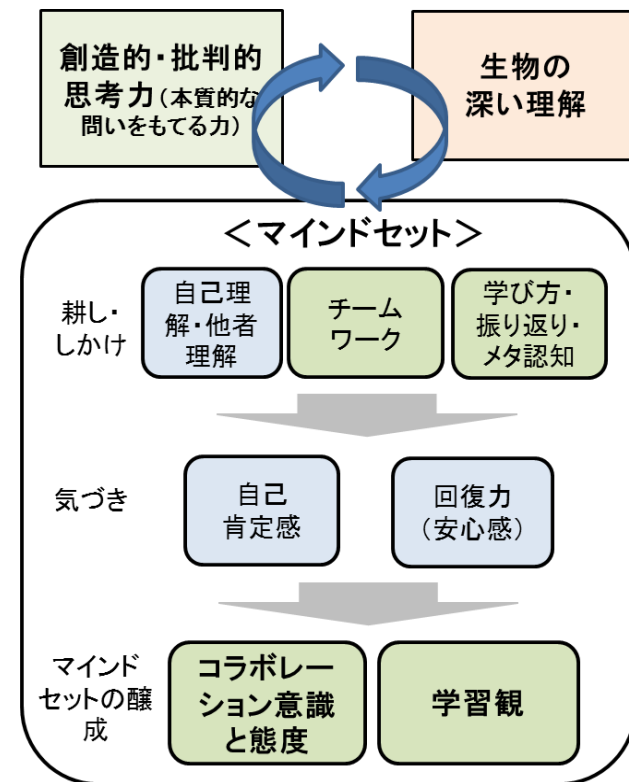 創造的・批判的
思考力(本質的な
問いをもてる力)
生物の
深い理解
＜マインドセット＞
耕し・
しかけ
自己理
解・他者
理解
チーム
ワーク
学び方・
振り返り・
メタ認知
気づき
自己
肯定感
回復力
(安心感)
マインド
セットの醸
成
コラボレー
ション意識
と態度
学習観